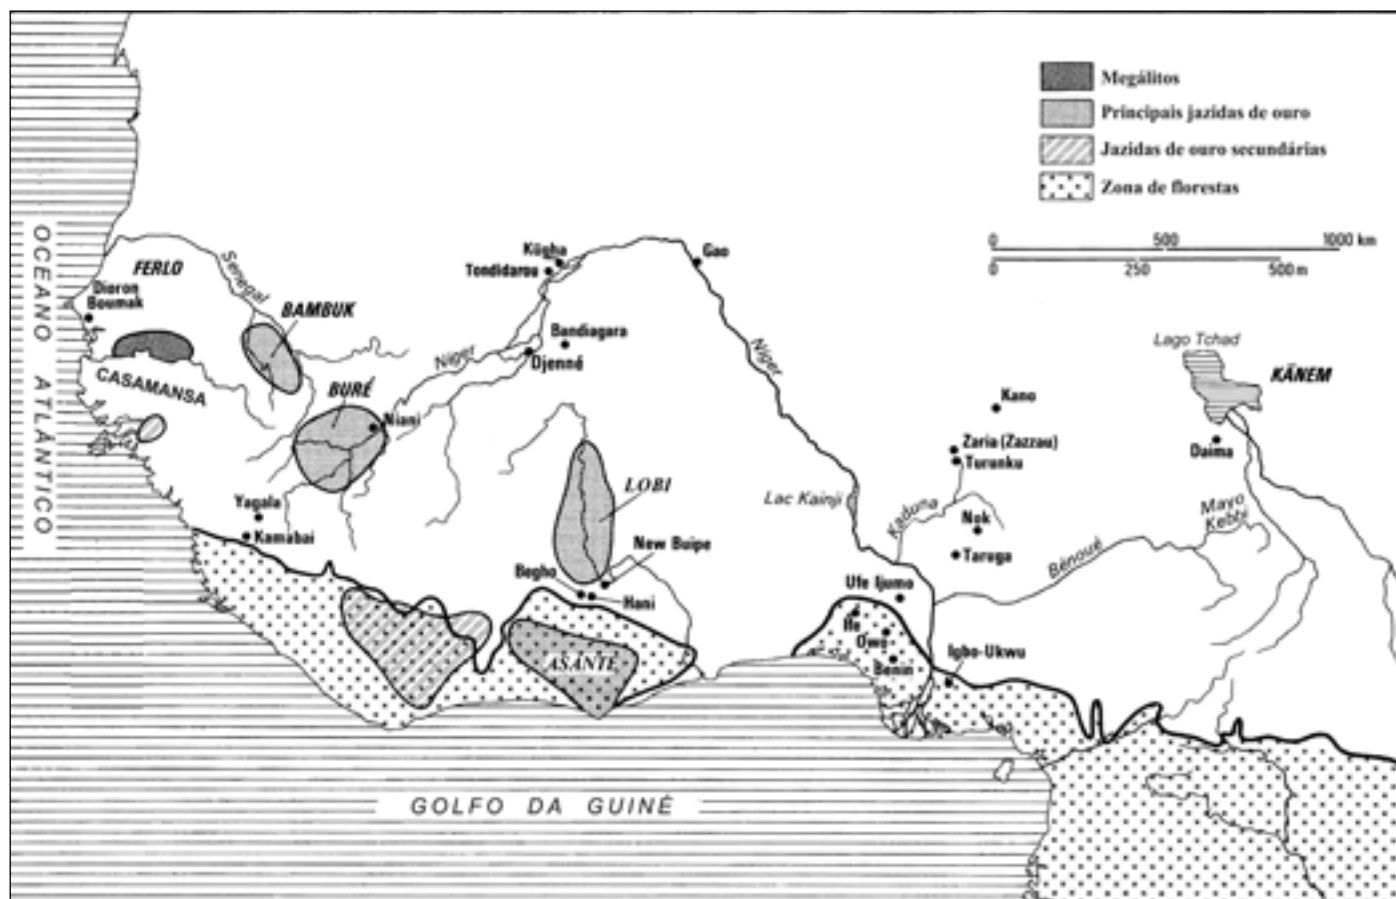 Megálitos
Principais jazidas de ouro
Jazidas de ouro secundárias
Zona de florestas
0 500 1000 km
0 250 500 m
OCEANO ATLÂNTICO
FERLO
Senegal
Dioron
Boumak
BAMBUK
CASAMANSA
BURÉ
Niani
Niger
Kūgha
Tondidarou
Gao
Bandiagara
Djenné
Niger
Lago Tchad
KĀNEM
Kano
Zaria (Zazzau)
Turunku
Daima
LOBI
Lac Kainji
Kaduna
Nok
Mayo
Kebbi
Yagala
Kamabai
Taruga
Bénoué
New Buipe
Begho
Hani
Ufe Ijumo
Ife
Owo
Benin
Igbo-Ukwu
ASANTE
GOLFO DA GUINÉ